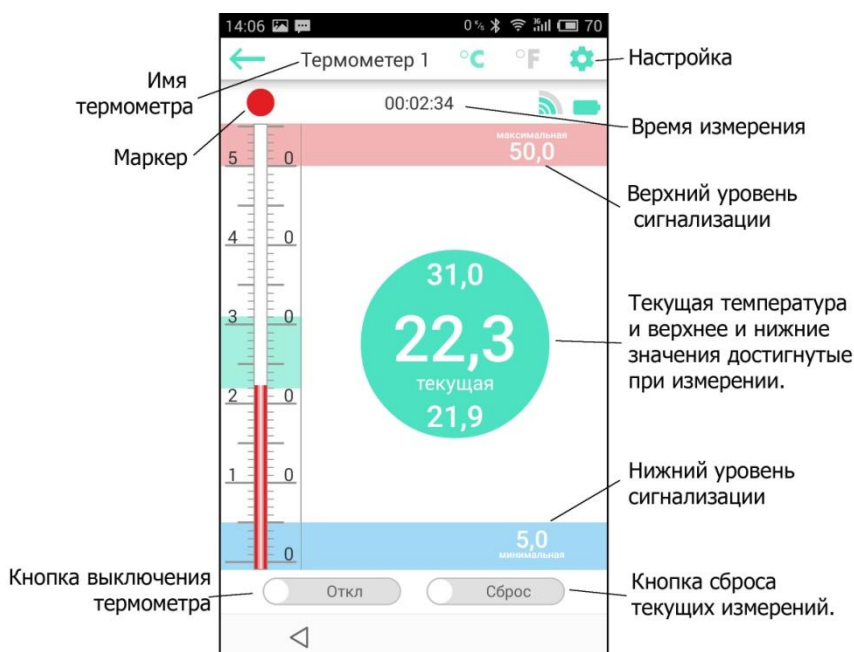 14:06 0 % 3G 70
Имя
термометра
Термометер 1 °C °F
Настройка
00:02:34
Время измерения
Маркер
максимальная
50,0
Верхний уровень
сигнализации
5 0
4 0
3 0
2 0
1 0
0
31,0
22,3
текущая
21,9
Текущая температура
и верхнее и нижние
значения достигнутые
при измерении.
Нижний уровень
сигнализации
5,0
минимальная
Кнопка выключения
термометра
Откл
Сброс
Кнопка сброса
текущих измерений.